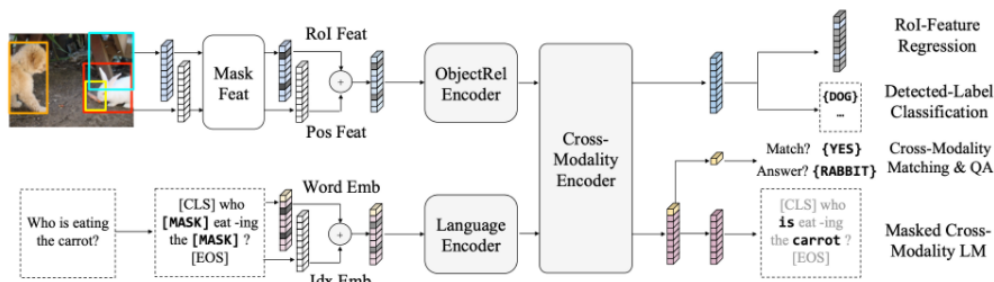 RoI Feat
Mask
Feat
Pos Feat
ObjectRel
Encoder
Cross-
Modality
Encoder
RoI-Feature
Regression
{DOG}
...
Detected-Label
Classification
Match? {YES}
Answer? {RABBIT}
Cross-Modality
Matching & QA
Who is eating
the carrot?
[CLS] who
[MASK] eat -ing
the [MASK] ?
[EOS]
Word Emb
Idx Emb
Language
Encoder
[CLS] who
is eat -ing
the carrot ?
[EOS]
Masked Cross-
Modality LM